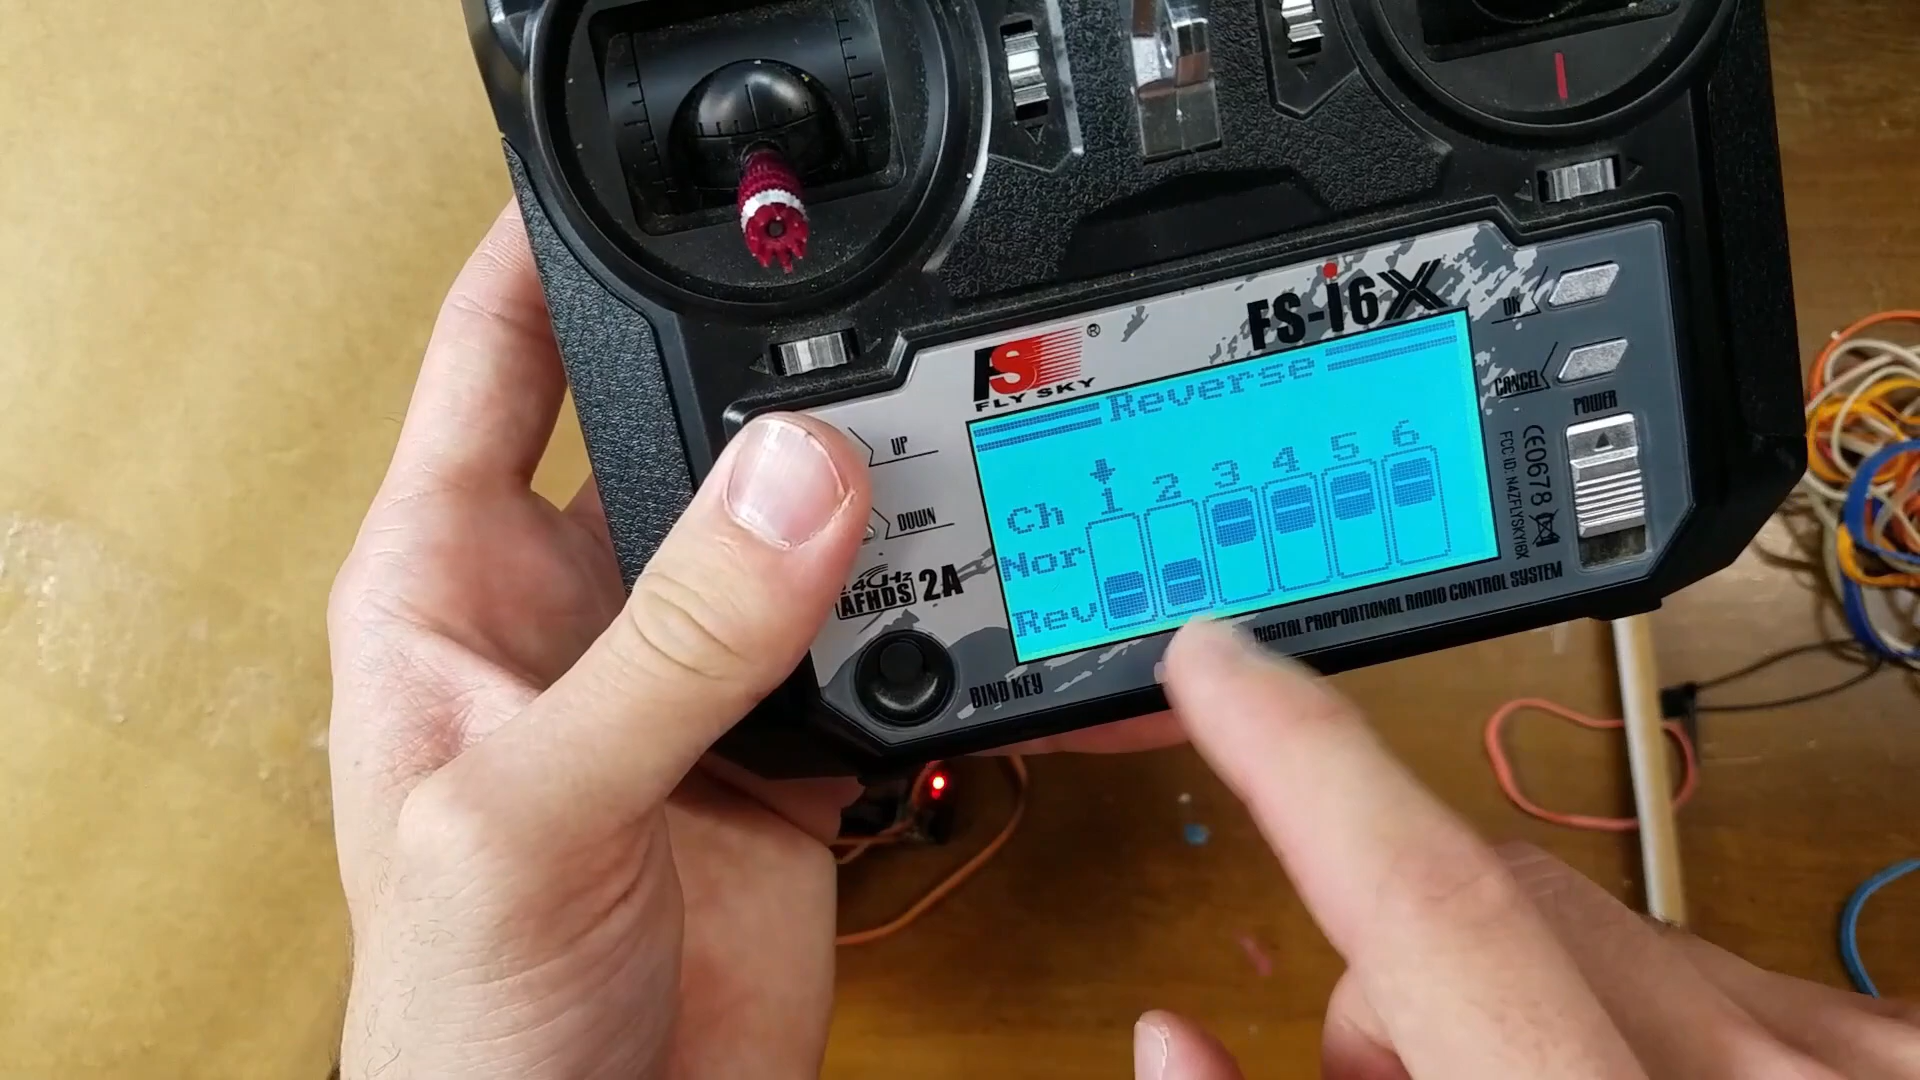 FS-i6X
FS®
FLY SKY
OK
CANCEL
POWER
UP
DOWN
Reverse
Ch 1 2 3 4 5 6
Nor
Rev
2.4GHz
AFHDS 2A
BIND KEY
DIGITAL PROPORTIONAL RADIO CONTROL SYSTEM
CE0678
FCC ID: N4ZFLYSKYI6X